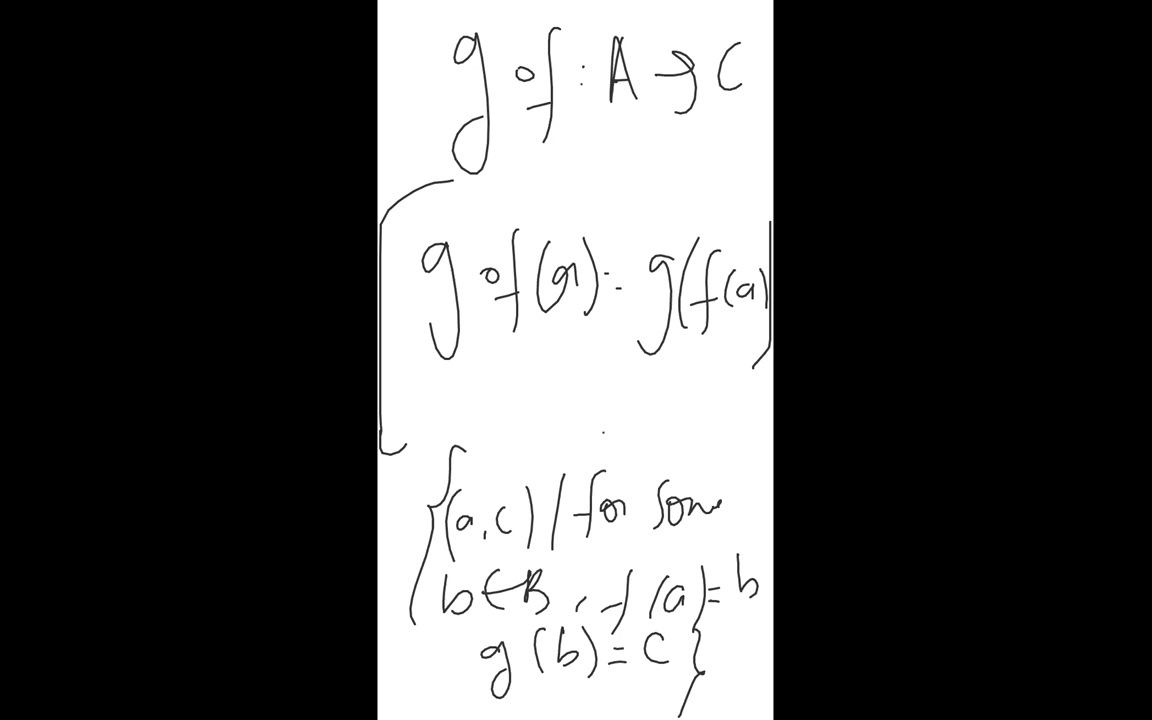 g o f : A → C
g o f (a) = g(f(a))
{(a, c) / for some
b ∈ B, f(a) = b
g(b) = c}